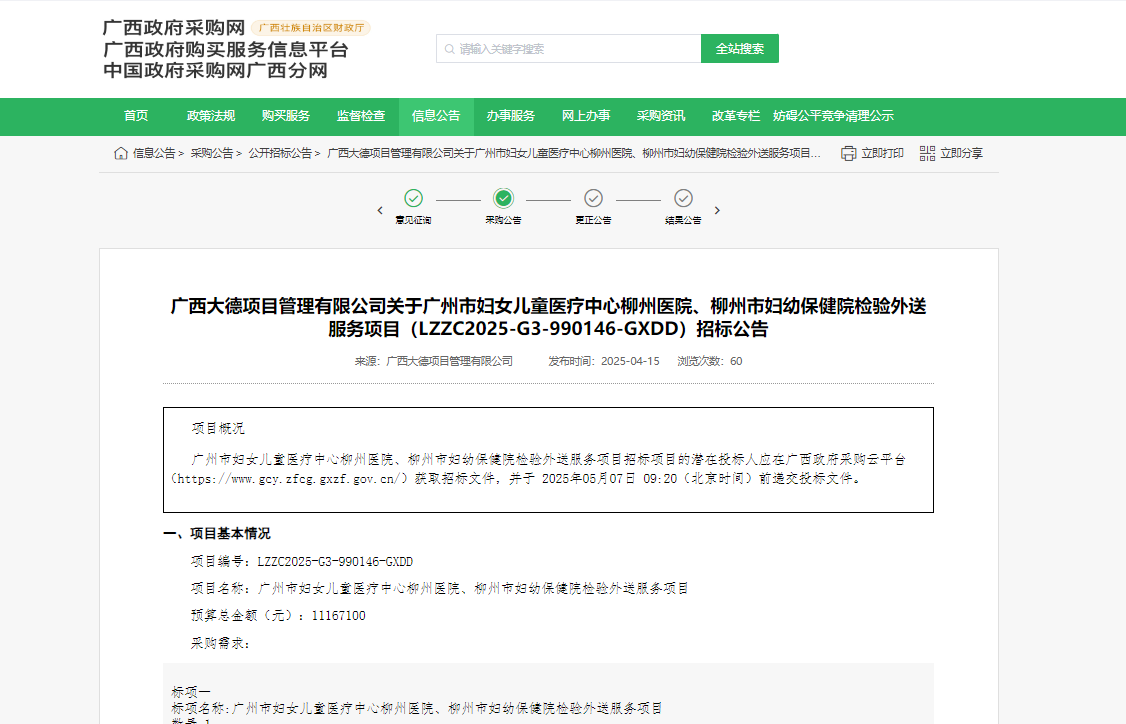 广西政府采购网 广西壮族自治区财政厅
广西政府购买服务信息平台
中国政府采购网广西分网
请输入关键字搜索 全站搜索
首页 政策法规 购买服务 监督检查 信息公告 办事服务 网上办事 采购资讯 改革专栏 妨碍公平竞争清理公示
信息公告 > 采购公告 > 公开招标公告 > 广西大德项目管理有限公司关于广州市妇女儿童医疗中心柳州医院、柳州市妇幼保健院检验外送服务项目... 立即打印 立即分享
意见征询 采购公告 更正公告 结果公告
广西大德项目管理有限公司关于广州市妇女儿童医疗中心柳州医院、柳州市妇幼保健院检验外送
服务项目（LZZC2025-G3-990146-GXDD）招标公告
来源：广西大德项目管理有限公司 发布时间：2025-04-15 浏览次数：60
项目概况
广州市妇女儿童医疗中心柳州医院、柳州市妇幼保健院检验外送服务项目招标项目的潜在投标人应在广西政府采购云平台
（https://www.gcy.zfcg.gxzf.gov.cn/）获取招标文件，并于 2025年05月07日 09:20（北京时间）前递交投标文件。
一、项目基本情况
项目编号：LZZC2025-G3-990146-GXDD
项目名称：广州市妇女儿童医疗中心柳州医院、柳州市妇幼保健院检验外送服务项目
预算总金额（元）：11167100
采购需求：
标项一
标项名称:广州市妇女儿童医疗中心柳州医院、柳州市妇幼保健院检验外送服务项目